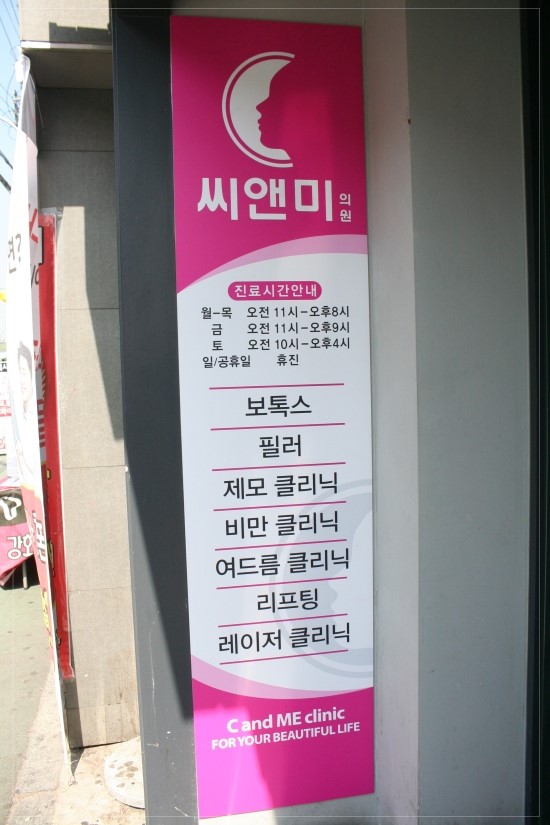 씨앤미의원
진료시간안내
월-목 오전 11시-오후8시
금 오전 11시-오후9시
토 오전 10시-오후4시
일/공휴일 휴진
보톡스
필러
제모 클리닉
비만 클리닉
여드름 클리닉
리프팅
레이저 클리닉
C and ME clinic
FOR YOUR BEAUTIFUL LIFE